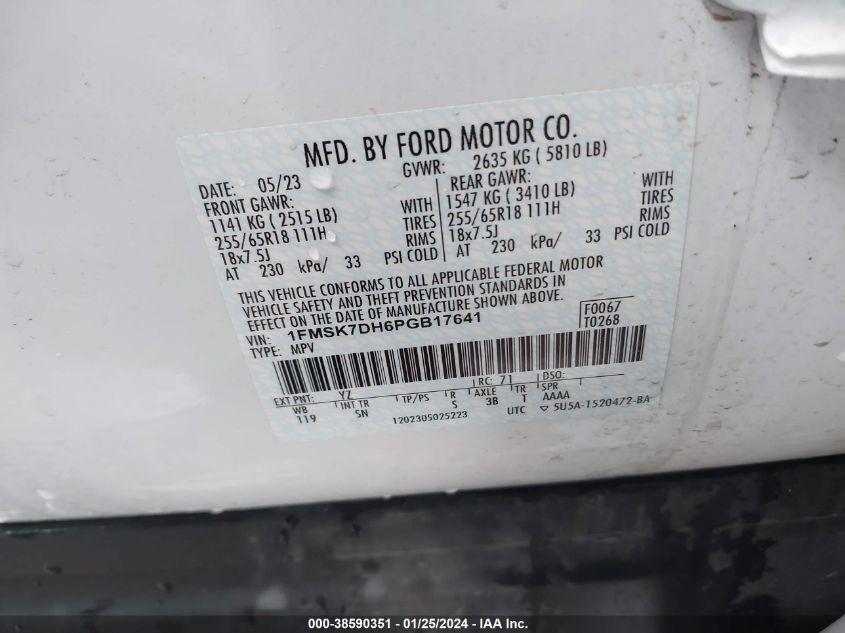 MFD. BY FORD MOTOR CO.
DATE: 05/23 GVWR: 2635 KG ( 5810 LB)
FRONT GAWR: REAR GAWR:
1141 KG ( 2515 LB) WITH 1547 KG ( 3410 LB) WITH
255/65R18 111H TIRES 255/65R18 111H TIRES
18x7.5J RIMS 18x7.5J RIMS
AT 230 kPa/ 33 PSI COLD AT 230 kPa/ 33 PSI COLD
THIS VEHICLE CONFORMS TO ALL APPLICABLE FEDERAL MOTOR
VEHICLE SAFETY AND THEFT PREVENTION STANDARDS IN
EFFECT ON THE DATE OF MANUFACTURE SHOWN ABOVE.
VIN: 1FMSK7DH6PGB17641 F0067
TYPE: MPV T0268
EXT PNT: YZ RC: 71 DSO:
WB INT TR TP/PS R AXLE TR SPR
119 SN S 3B T AAAA
1202305025223 UTC ▽ 5U5A-1520472-BA
000-38590351 - 01/25/2024 - IAA Inc.